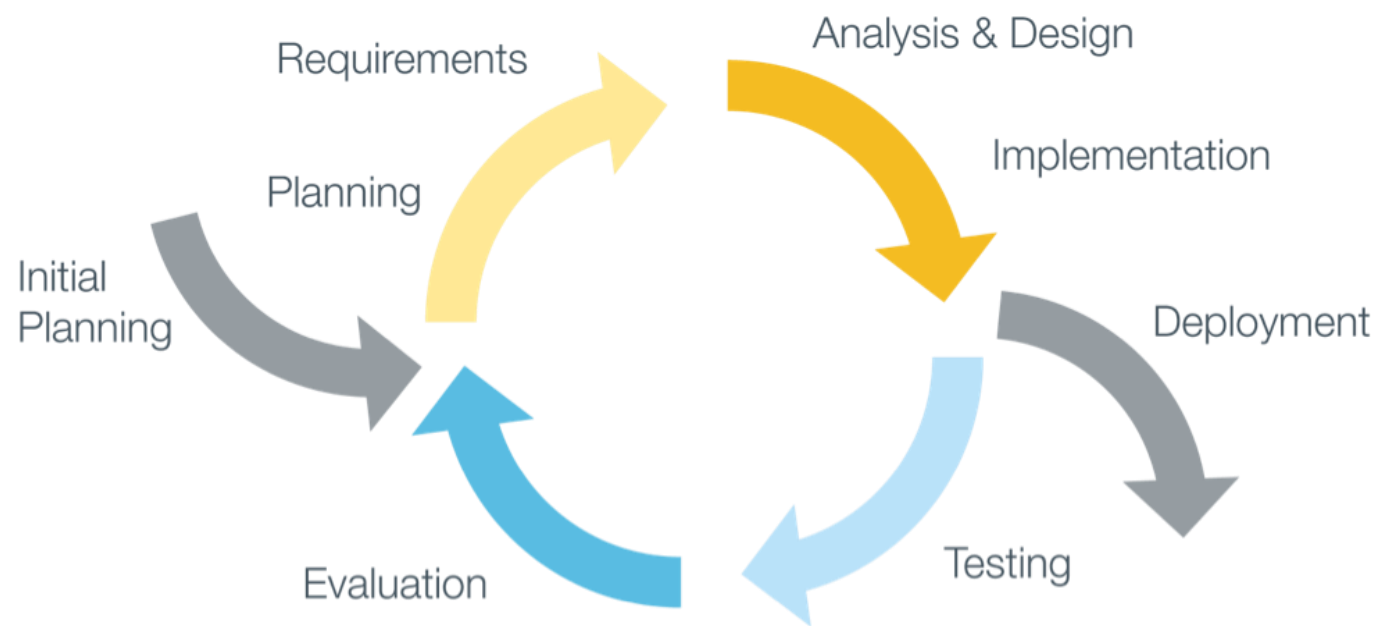 Requirements
Analysis & Design
Planning
Implementation
Initial
Planning
Deployment
Evaluation
Testing